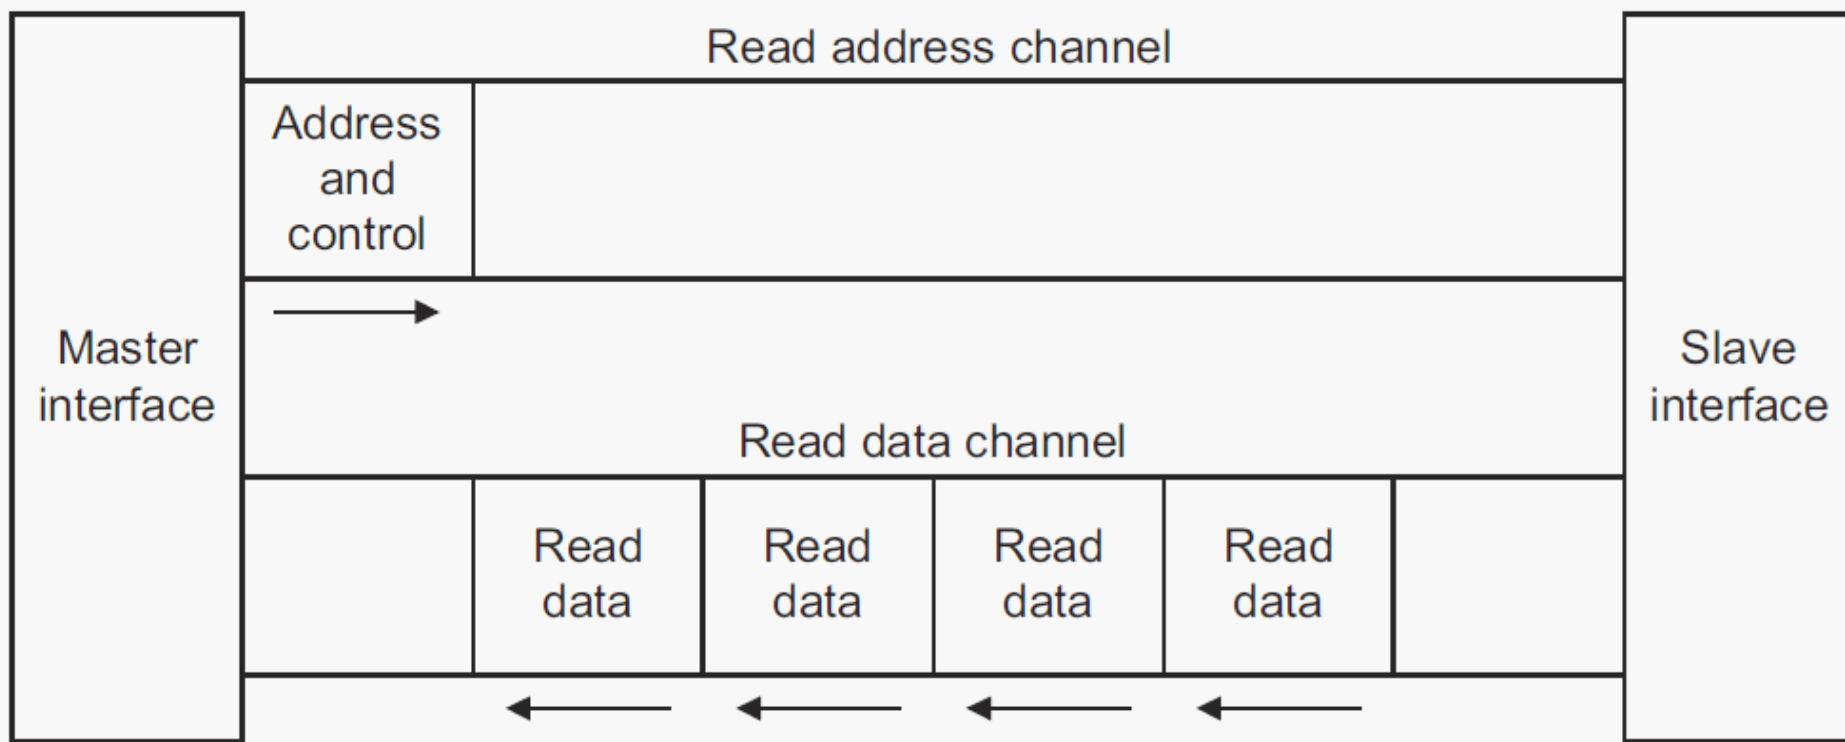 Read address channel
Address
and
control
Master
interface
Slave
interface
Read data channel
Read
data
Read
data
Read
data
Read
data